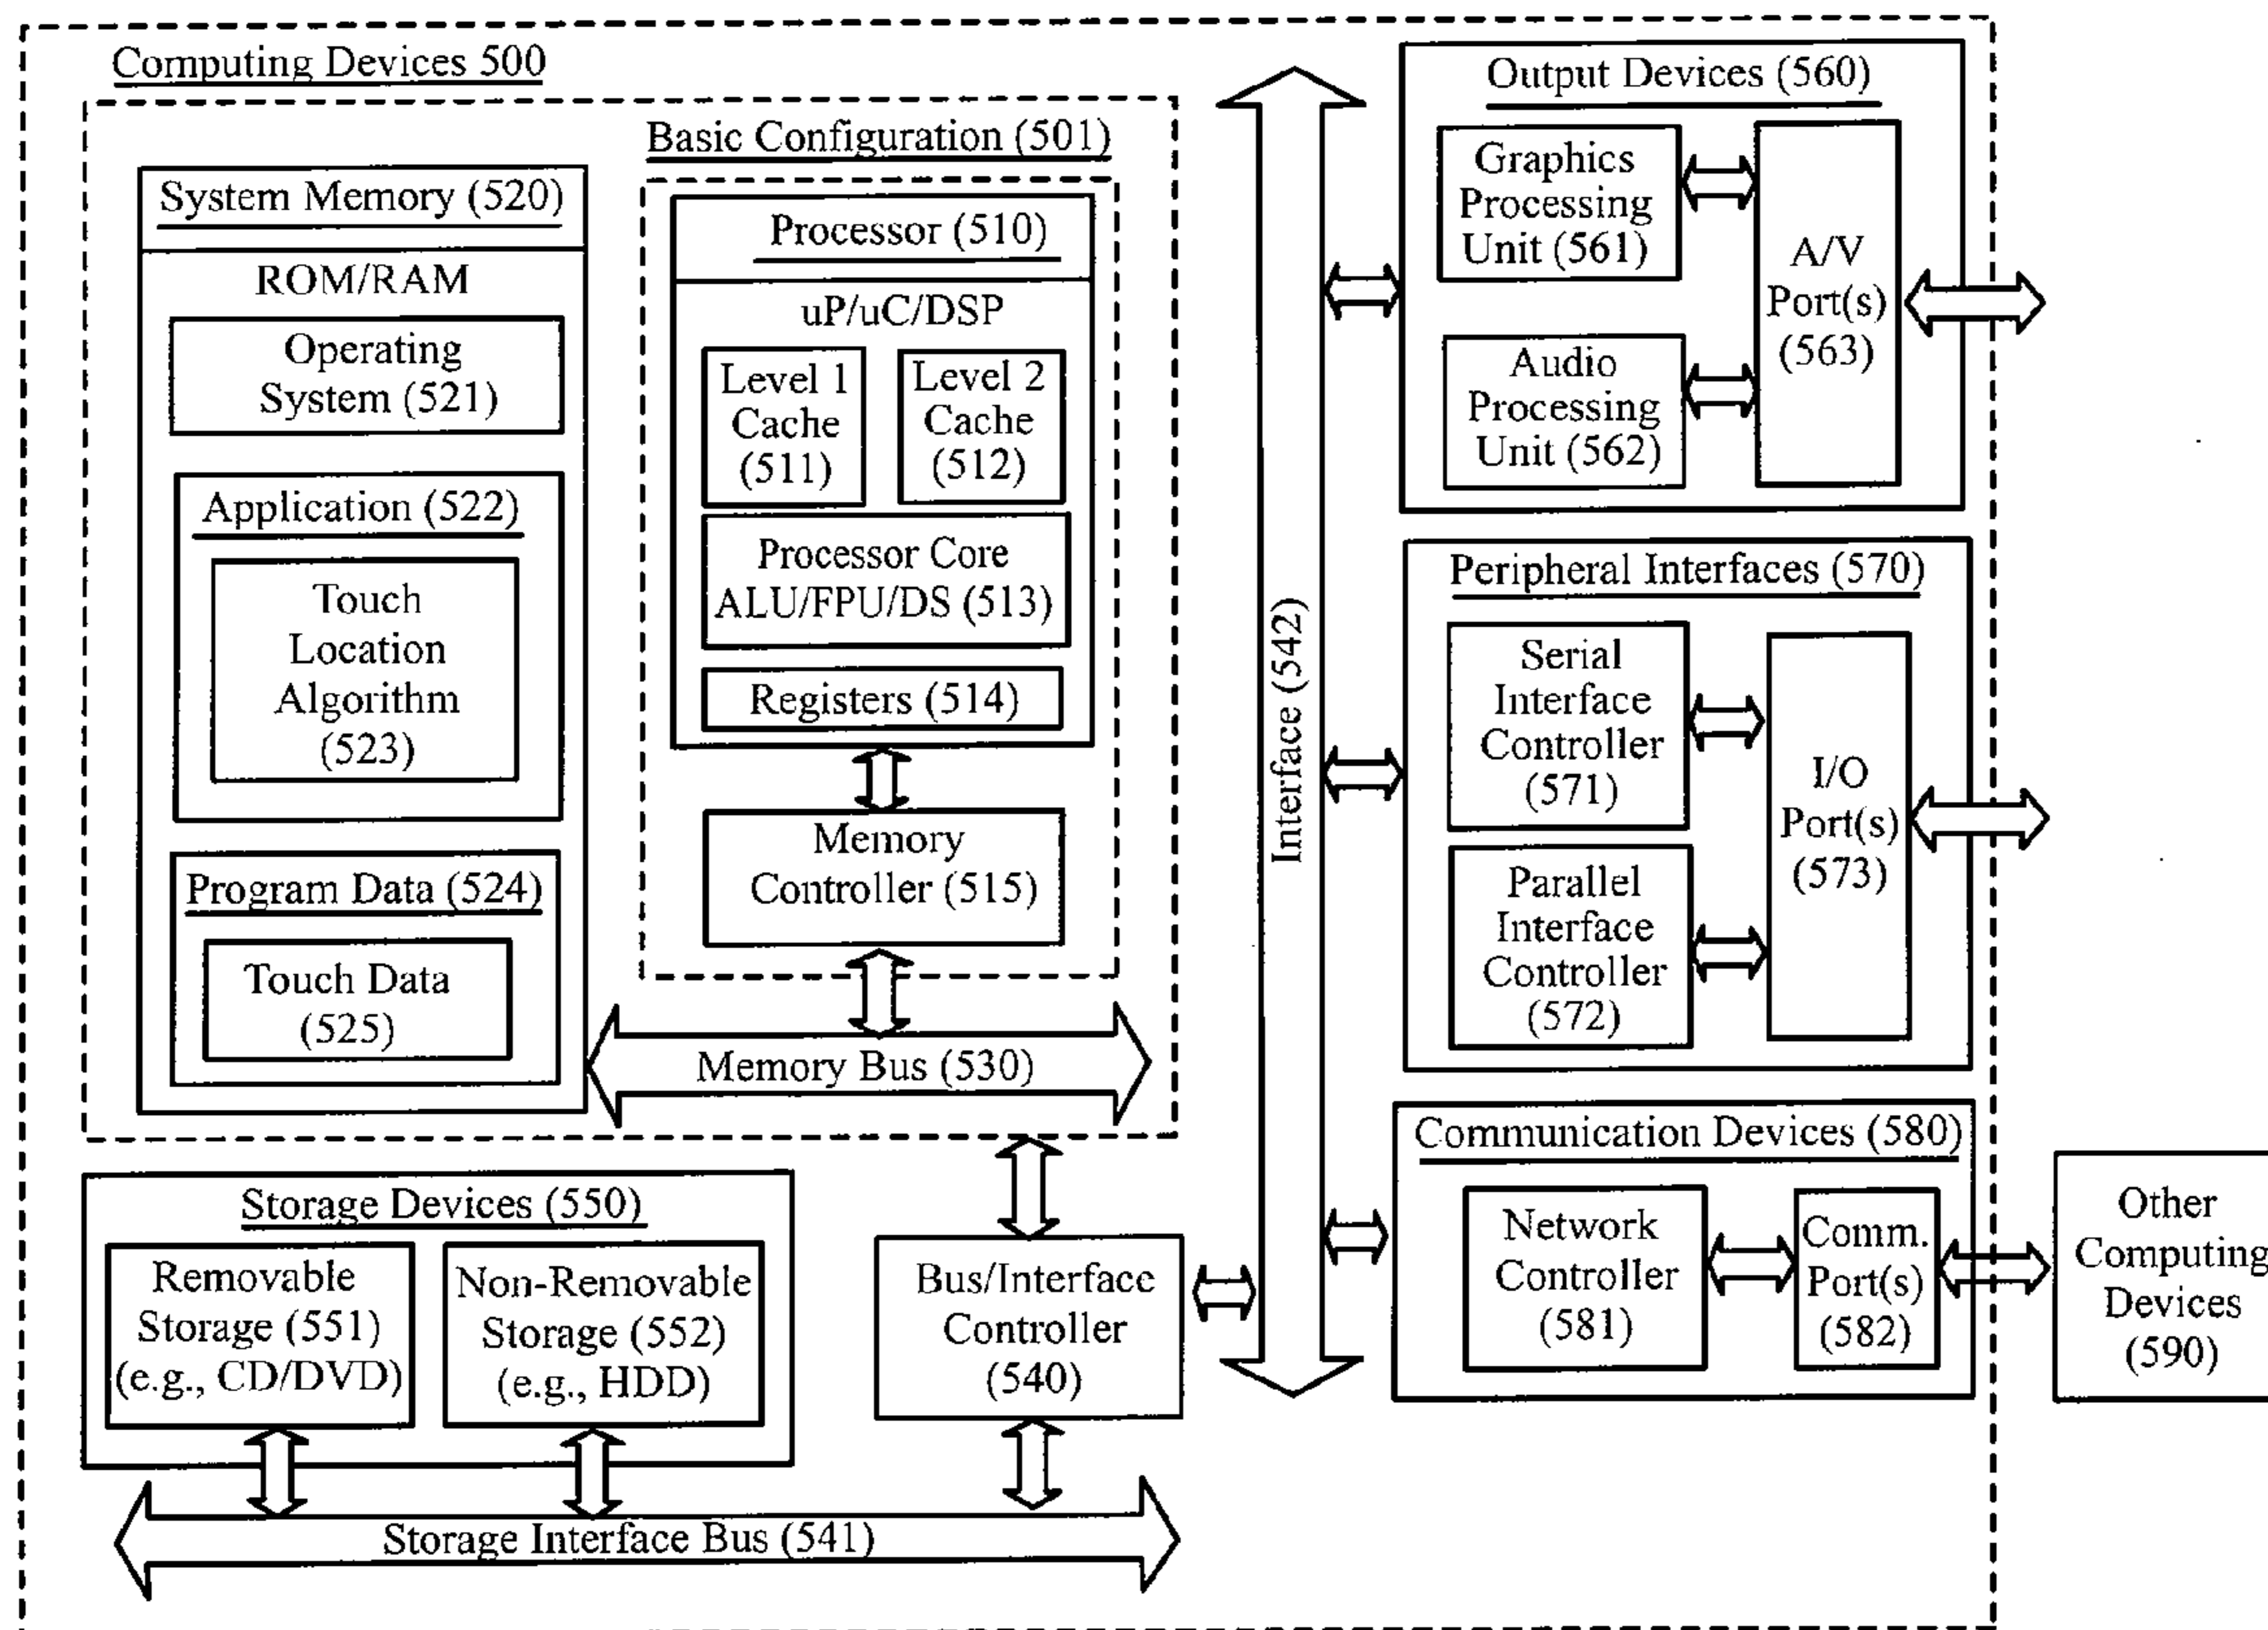 Computing Devices 500
Basic Configuration (501)
System Memory (520)
ROM/RAM
Operating
System (521)
Application (522)
Touch
Location
Algorithm
(523)
Program Data (524)
Touch Data
(525)
Processor (510)
uP/uC/DSP
Level 1
Cache
(511)
Level 2
Cache
(512)
Processor Core
ALU/FPU/DS (513)
Registers (514)
Memory
Controller (515)
Memory Bus (530)
Storage Devices (550)
Removable
Storage (551)
(e.g., CD/DVD)
Non-Removable
Storage (552)
(e.g., HDD)
Bus/Interface
Controller
(540)
Storage Interface Bus (541)
Interface (542)
Output Devices (560)
Graphics
Processing
Unit (561)
Audio
Processing
Unit (562)
A/V
Port(s)
(563)
Peripheral Interfaces (570)
Serial
Interface
Controller
(571)
Parallel
Interface
Controller
(572)
I/O
Port(s)
(573)
Communication Devices (580)
Network
Controller
(581)
Comm.
Port(s)
(582)
Other
Computing
Devices
(590)